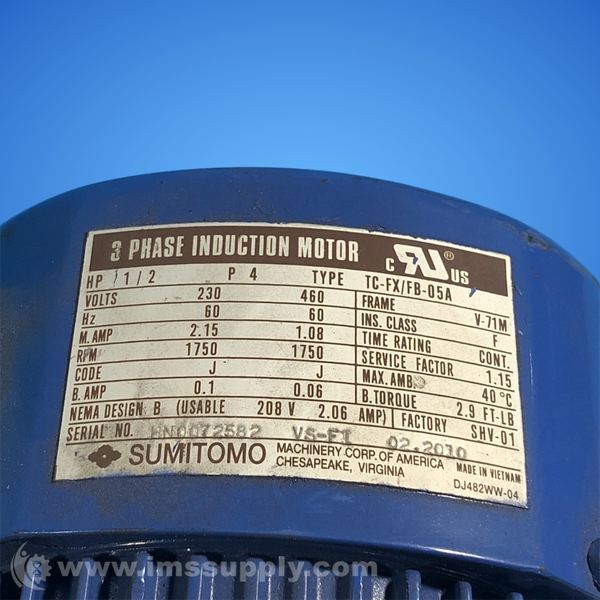 3 PHASE INDUCTION MOTOR
C RU ® US
HP 1/2 P 4 TYPE TC-FX/FB-05A
VOLTS 230 460
FRAME V-71M
Hz 60 60
INS. CLASS F
M. AMP 2.15 1.08
TIME RATING CONT.
RPM 1750 1750
SERVICE FACTOR 1.15
CODE J J
MAX. AMB. 40°C
B. AMP 0.1 0.06
B. TORQUE 2.9 FT-LB
NEMA DESIGN B (USABLE 208 V 2.06 AMP)
FACTORY SHV-01
SERIAL NO. HN0072582 VS-F1 02.2010
SUMITOMO
MACHINERY CORP. OF AMERICA
CHESAPEAKE, VIRGINIA
MADE IN VIETNAM
DJ482WW-04
www.imssupply.com